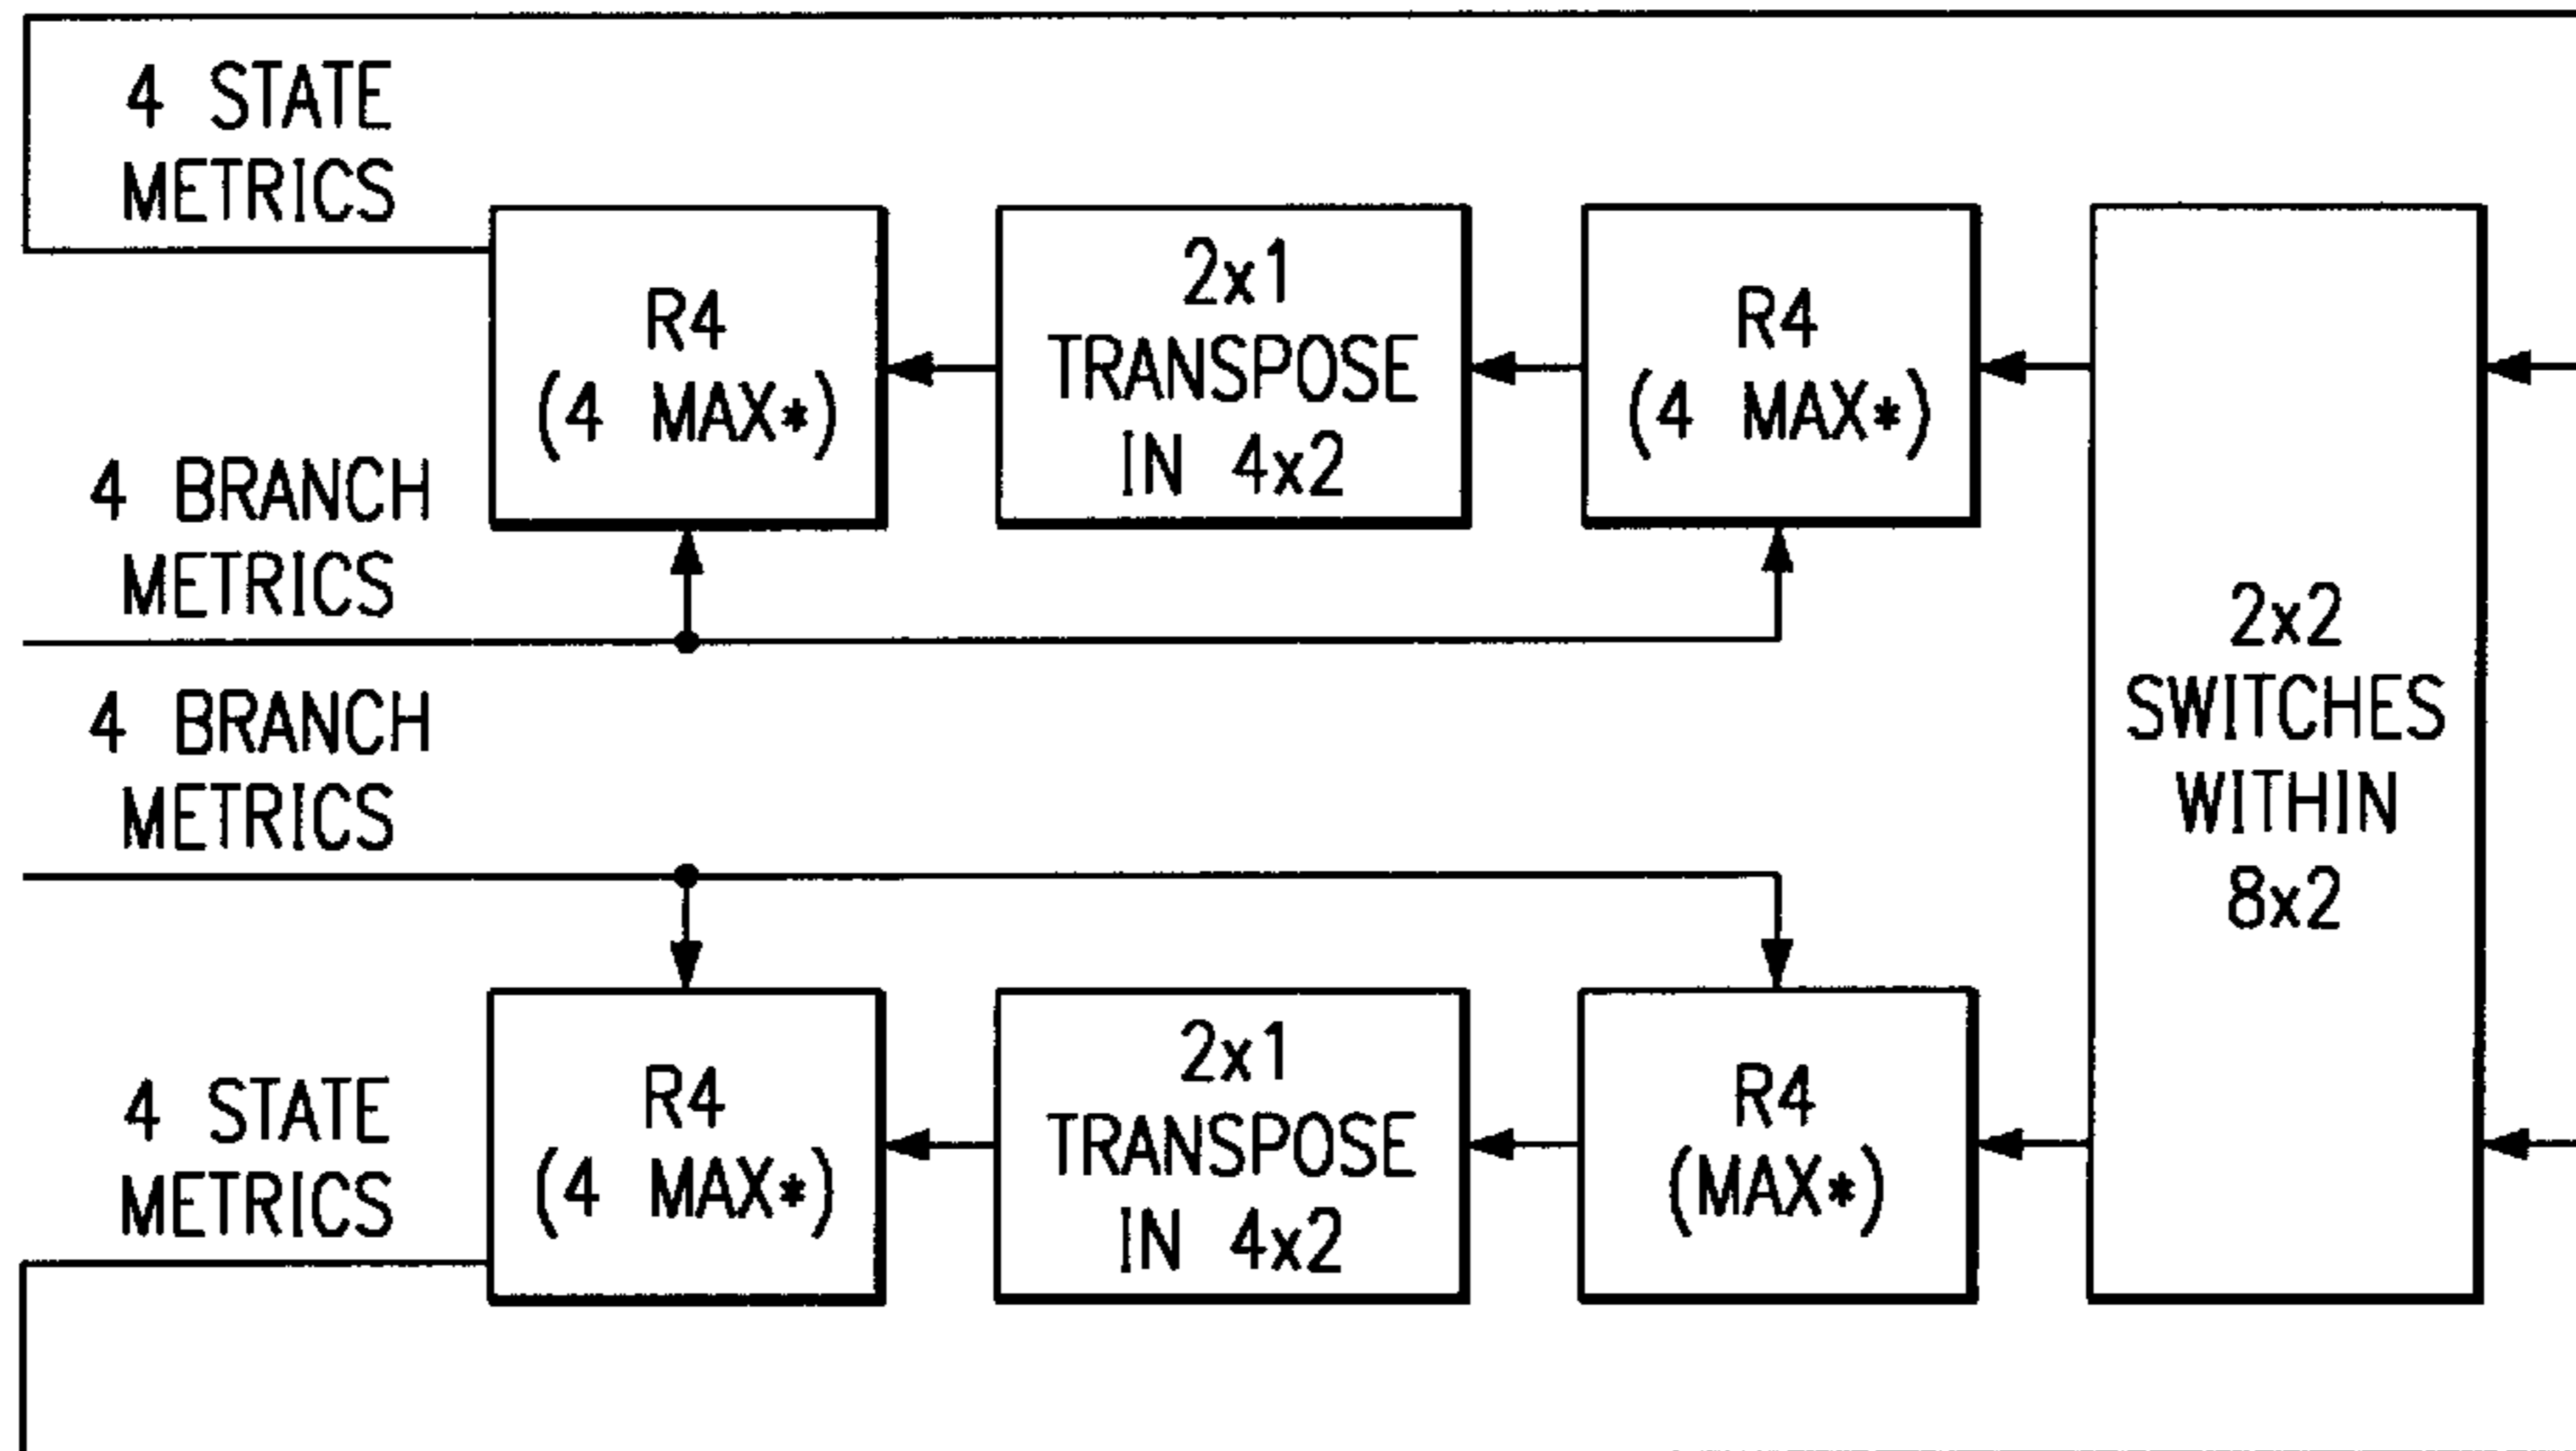 4 STATE
METRICS
R4
(4 MAX*)
2x1
TRANSPOSE
IN 4x2
R4
(4 MAX*)
4 BRANCH
METRICS
2x2
SWITCHES
WITHIN
8x2
4 BRANCH
METRICS
4 STATE
METRICS
R4
(4 MAX*)
2x1
TRANSPOSE
IN 4x2
R4
(MAX*)